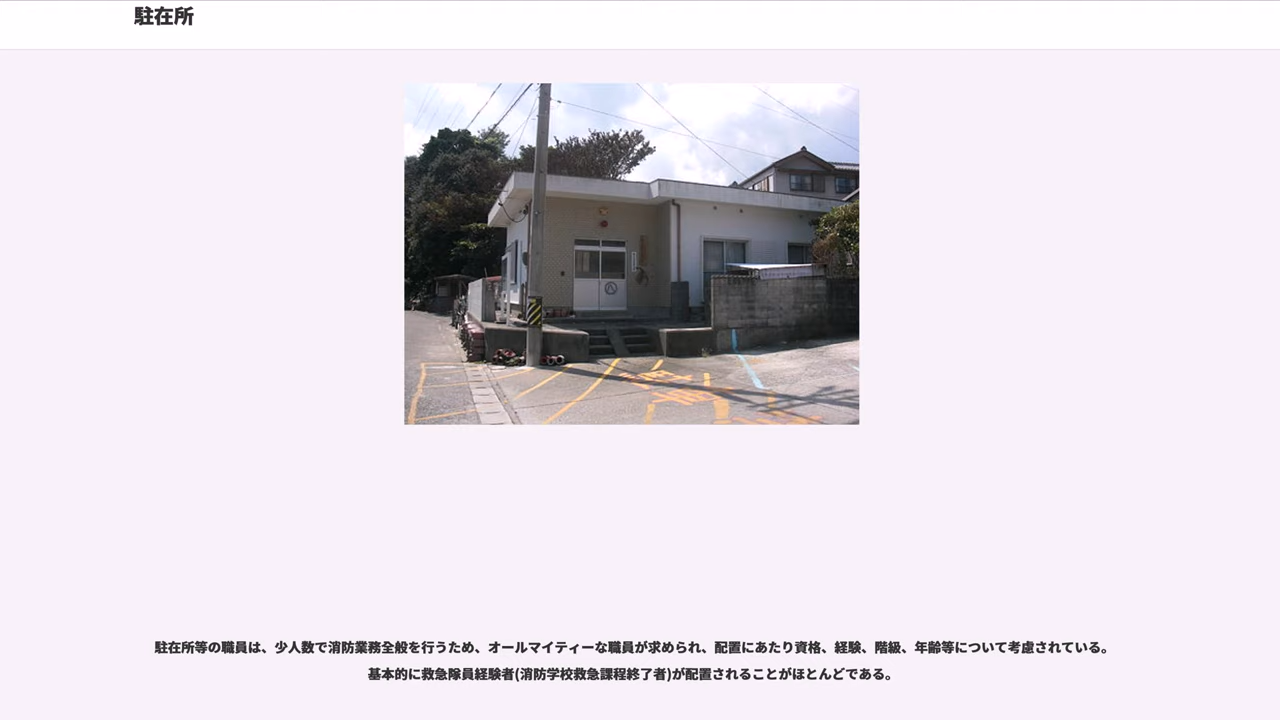 駐在所
駐在所等の職員は、少人数で消防業務全般を行うため、オールマイティーな職員が求められ、配置にあたり資格、経験、階級、年齢等について考慮されている。
基本的に救急隊員経験者(消防学校救急課程終了者)が配置されることがほとんどである。